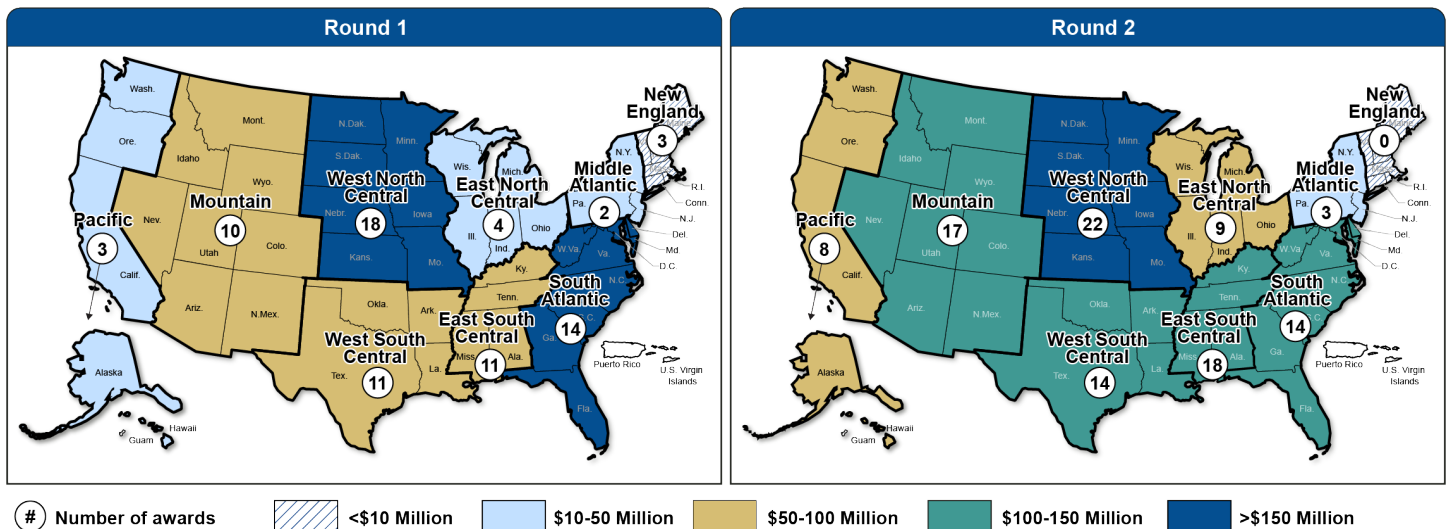 Round 1
Wash.
Ore.
Calif.
Nev.
Idaho
Mont.
Wyo.
Utah
Colo.
Ariz.
N.Mex.
N.Dak.
S.Dak.
Nebr.
Kans.
Minn.
Iowa
Mo.
Wis.
Mich.
Ill.
Ind.
Ohio
Okla.
Ark.
Tex.
La.
Ky.
Tenn.
Miss.
Ala.
W.Va.
Va.
N.C.
S.C.
Ga.
Fla.
N.Y.
Pa.
Maine
R.I.
Conn.
N.J.
Del.
Md
D.C.
Alaska
Hawaii
Guam
Puerto Rico
U.S. Virgin
Islands
Pacific
3
Mountain
10
West North
Central
18
East North
Central
4
Middle
Atlantic
2
New
England
3
South
Atlantic
14
East South
Central
11
West South
Central
11
Round 2
Wash.
Ore.
Calif.
Nev.
Idaho
Mont.
Wyo.
Utah
Colo.
Ariz.
N.Mex.
N.Dak.
S.Dak.
Nebr.
Kans.
Minn.
Iowa
Mo.
Wis.
Mich.
Ill.
Ind.
Ohio
Okla.
Ark.
Tex.
La.
Ky.
Tenn.
Miss.
Ala.
W.Va.
Va.
N.C.
S.C.
Ga.
Fla.
N.Y.
Pa.
Maine
R.I.
Conn.
N.J.
Del.
Md
D.C.
Alaska
Hawaii
Guam
Puerto Rico
U.S. Virgin
Islands
Pacific
8
Mountain
17
West North
Central
22
East North
Central
9
Middle
Atlantic
3
New
England
0
South
Atlantic
14
East South
Central
18
West South
Central
14
# Number of awards
<$10 Million
$10-50 Million
$50-100 Million
$100-150 Million
>$150 Million